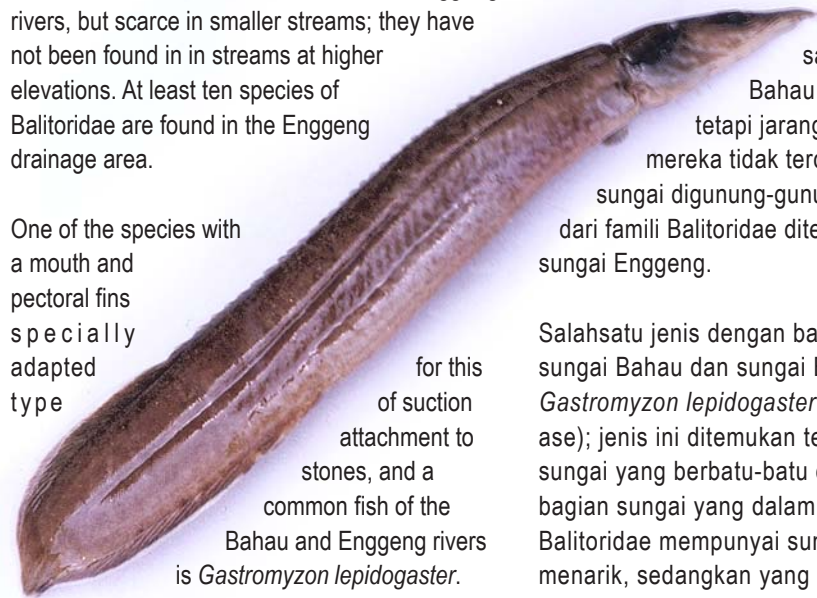 rivers, but scarce in smaller streams; they have
not been found in in streams at higher
elevations. At least ten species of
Balitoridae are found in the Enggeng
drainage area.
One of the species with
a mouth and
pectoral fins
specially
adapted for this
type of suction
attachment to
stones, and a
common fish of the
Bahau and Enggeng rivers
is Gastromyzon lepidogaster.
sa
Bahau
tetapi jarang
mereka tidak
sungai digunung-gunu
dari famili Balitoridae dite
sungai Enggeng.
Salahsatu jenis dengan ba
sungai Bahau dan sungai
Gastromyzon lepidogaster
ase); jenis ini ditemukan te
sungai yang berbatu-batu
bagian sungai yang dalam
Balitoridae mempunyai sur
menarik, sedangkan yang